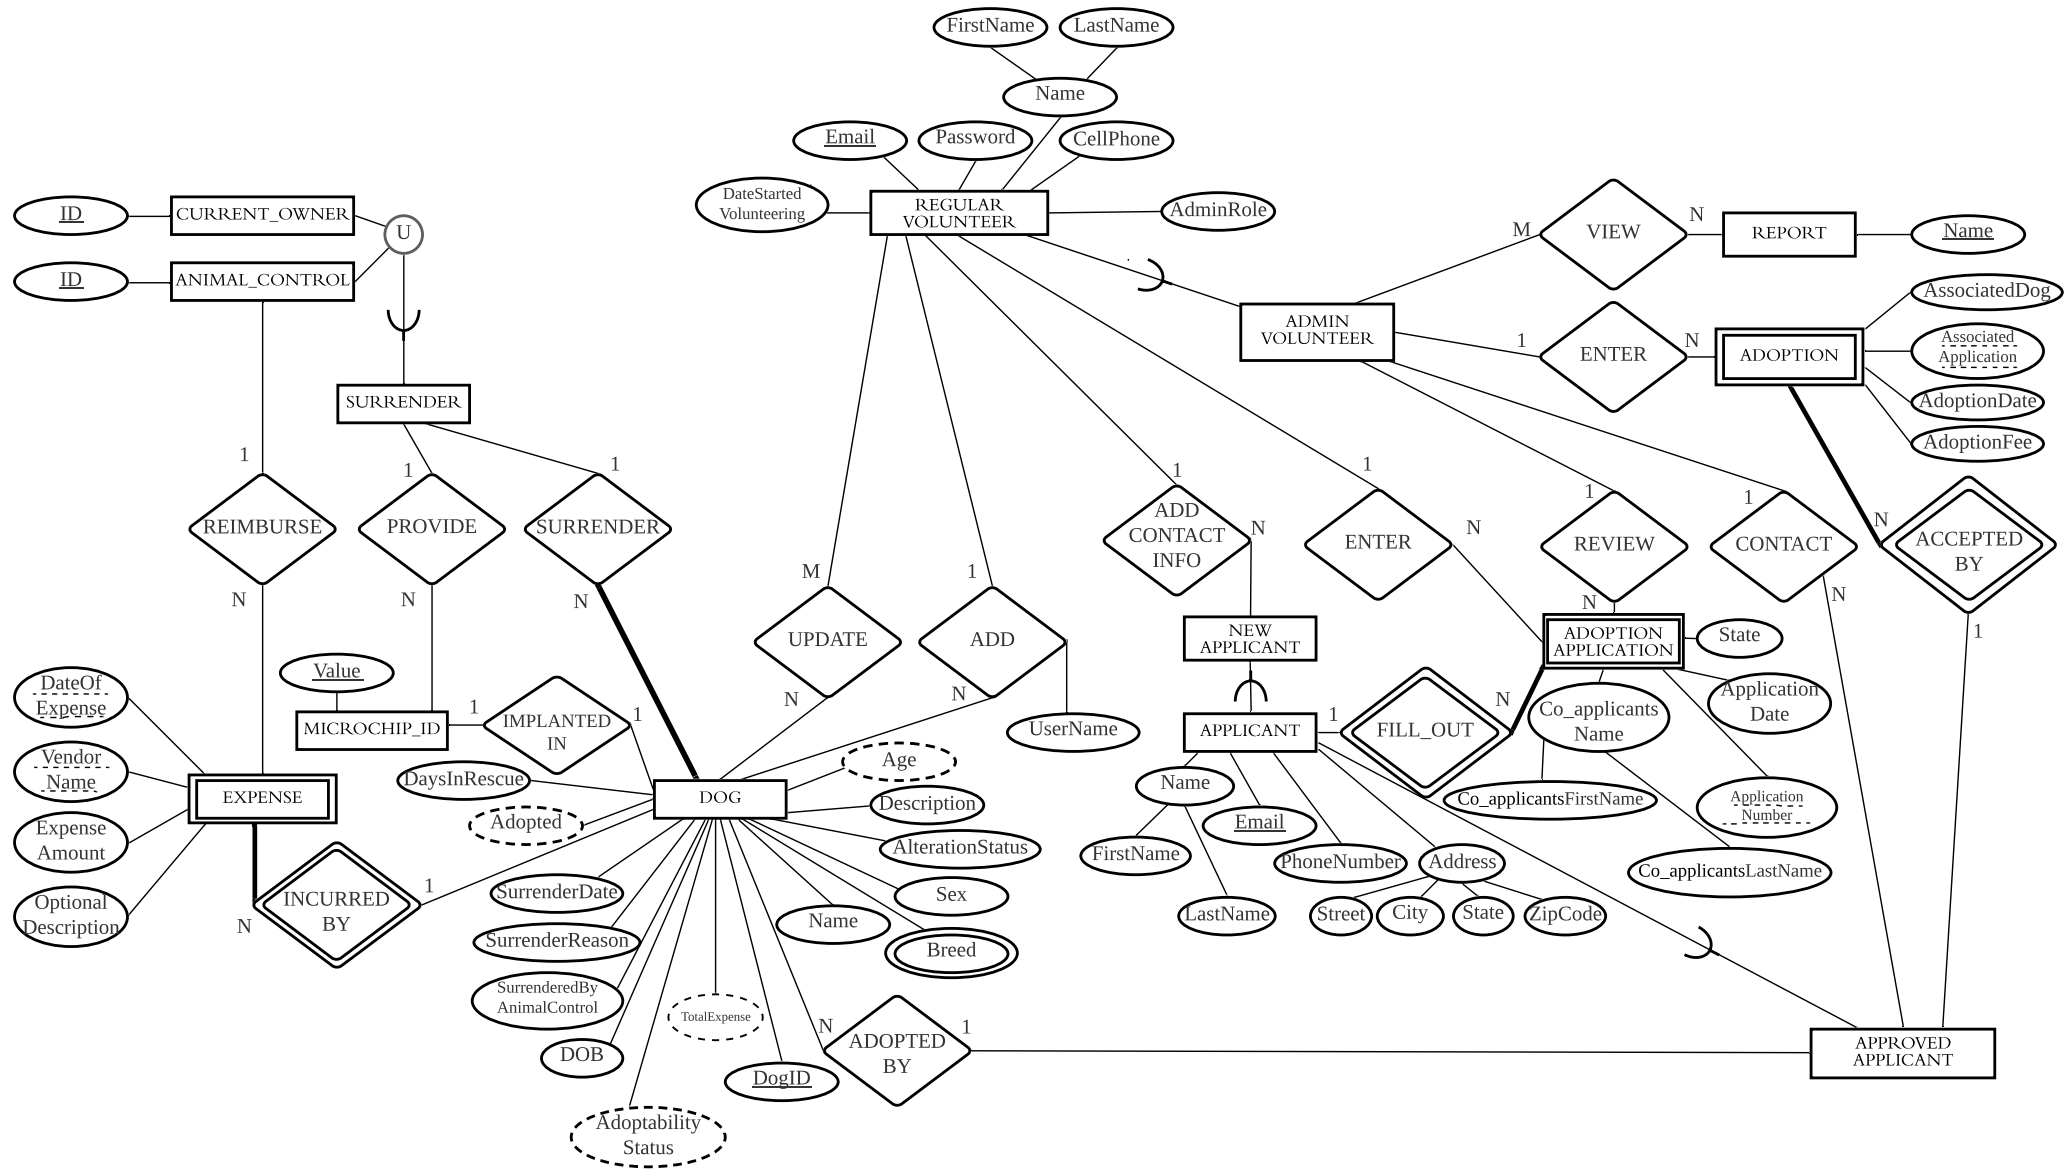 FirstName
LastName
Name
Email
Password
CellPhone
DateStarted
Volunteering
REGULAR
VOLUNTEER
AdminRole
ID
CURRENT_OWNER
U
ID
ANIMAL_CONTROL
M
VIEW
N
REPORT
Name
AssociatedDog
ADMIN
VOLUNTEER
1
ENTER
N
ADOPTION
Associated
Application
AdoptionDate
AdoptionFee
SURRENDER
1
1
1
1
1
1
1
REIMBURSE
PROVIDE
SURRENDER
ADD
CONTACT
INFO
N
ENTER
N
REVIEW
CONTACT
N
ACCEPTED
BY
N
N
N
M
1
N
N
1
UPDATE
ADD
N
N
NEW
APPLICANT
ADOPTION
APPLICATION
State
Value
DateOf
Expense
MICROCHIP_ID
1
IMPLANTED
IN
1
UserName
APPLICANT
1
FILL_OUT
N
Co_applicants
Name
Application
Date
Vendor
Name
EXPENSE
DaysInRescue
DOG
Age
Description
Name
Co_applicantsFirstName
Application
Number
Adopted
Expense
Amount
AlterationStatus
FirstName
Email
PhoneNumber
Address
Co_applicantsLastName
Optional
Description
N
INCURRED
BY
1
SurrenderDate
Sex
Name
LastName
Street
City
State
ZipCode
SurrenderReason
Breed
SurrenderedBy
AnimalControl
TotalExpense
DOB
DogID
N
ADOPTED
BY
1
APPROVED
APPLICANT
Adoptability
Status